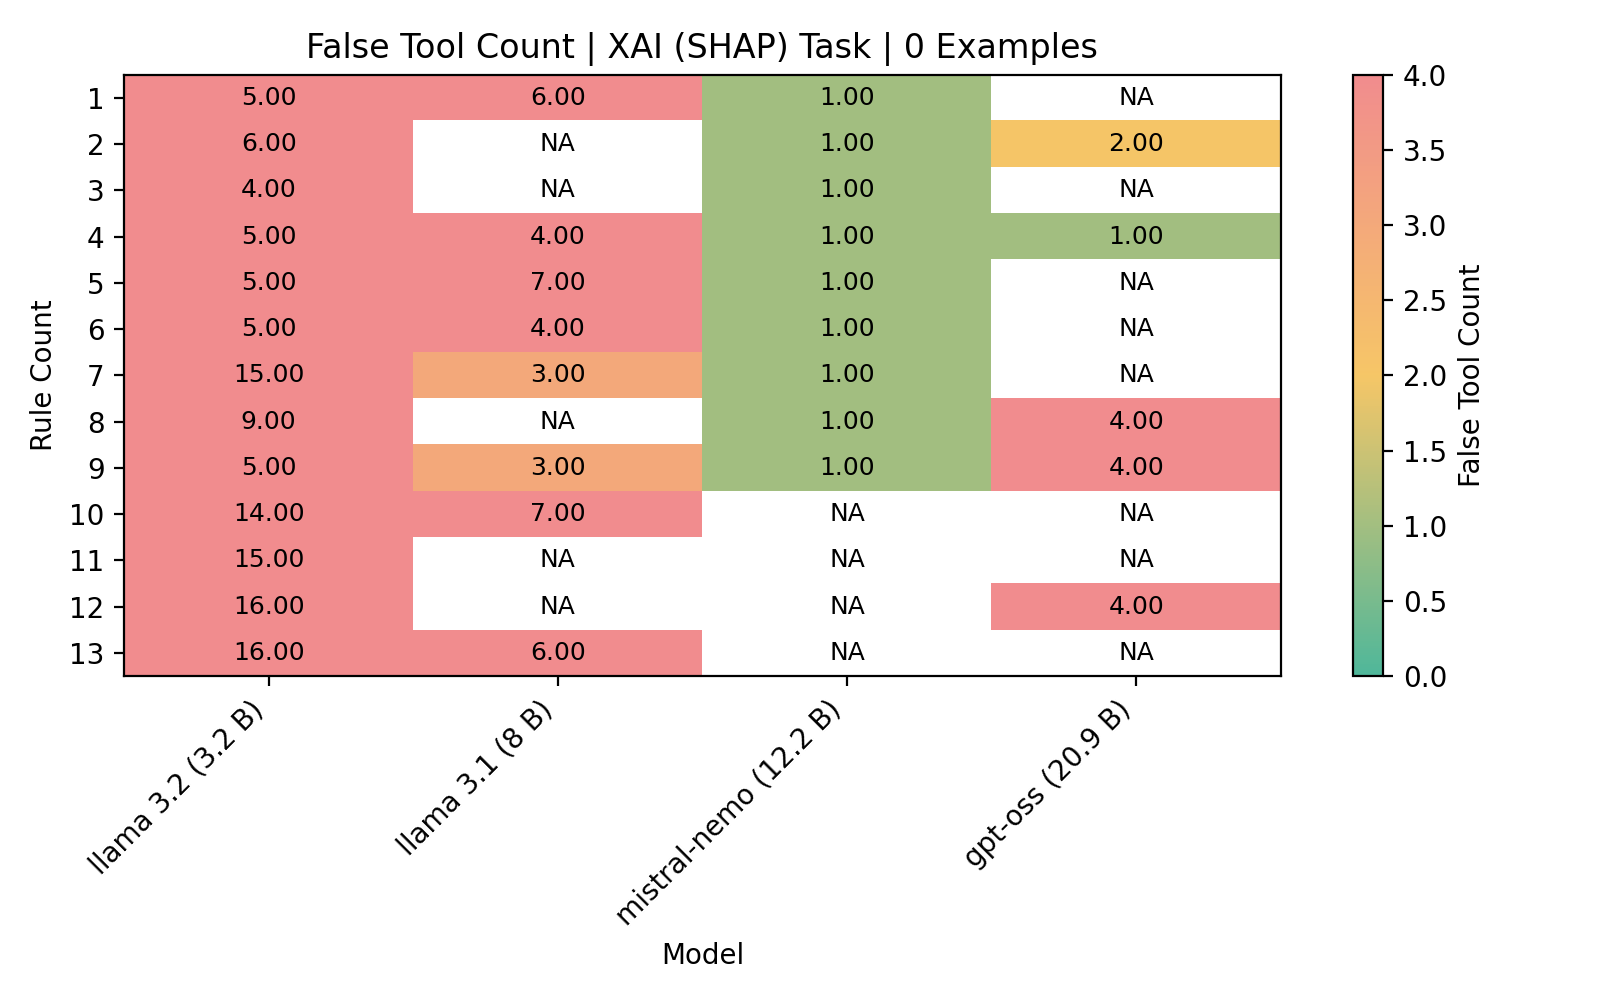 False Tool Count | XAI (SHAP) Task | 0 Examples
1 5.00 6.00 1.00 NA
2 6.00 NA 1.00 2.00
3 4.00 NA 1.00 NA
4 5.00 4.00 1.00 1.00
5 5.00 7.00 1.00 NA
6 5.00 4.00 1.00 NA
7 15.00 3.00 1.00 NA
8 9.00 NA 1.00 4.00
9 5.00 3.00 1.00 4.00
10 14.00 7.00 NA NA
11 15.00 NA NA NA
12 16.00 NA NA 4.00
13 16.00 6.00 NA NA
Rule Count
llama 3.2 (3.2 B)
llama 3.1 (8 B)
mistral-nemo (12.2 B)
gpt-oss (20.9 B)
Model
4.0
3.5
3.0
2.5
2.0
1.5
1.0
0.5
0.0
False Tool Count